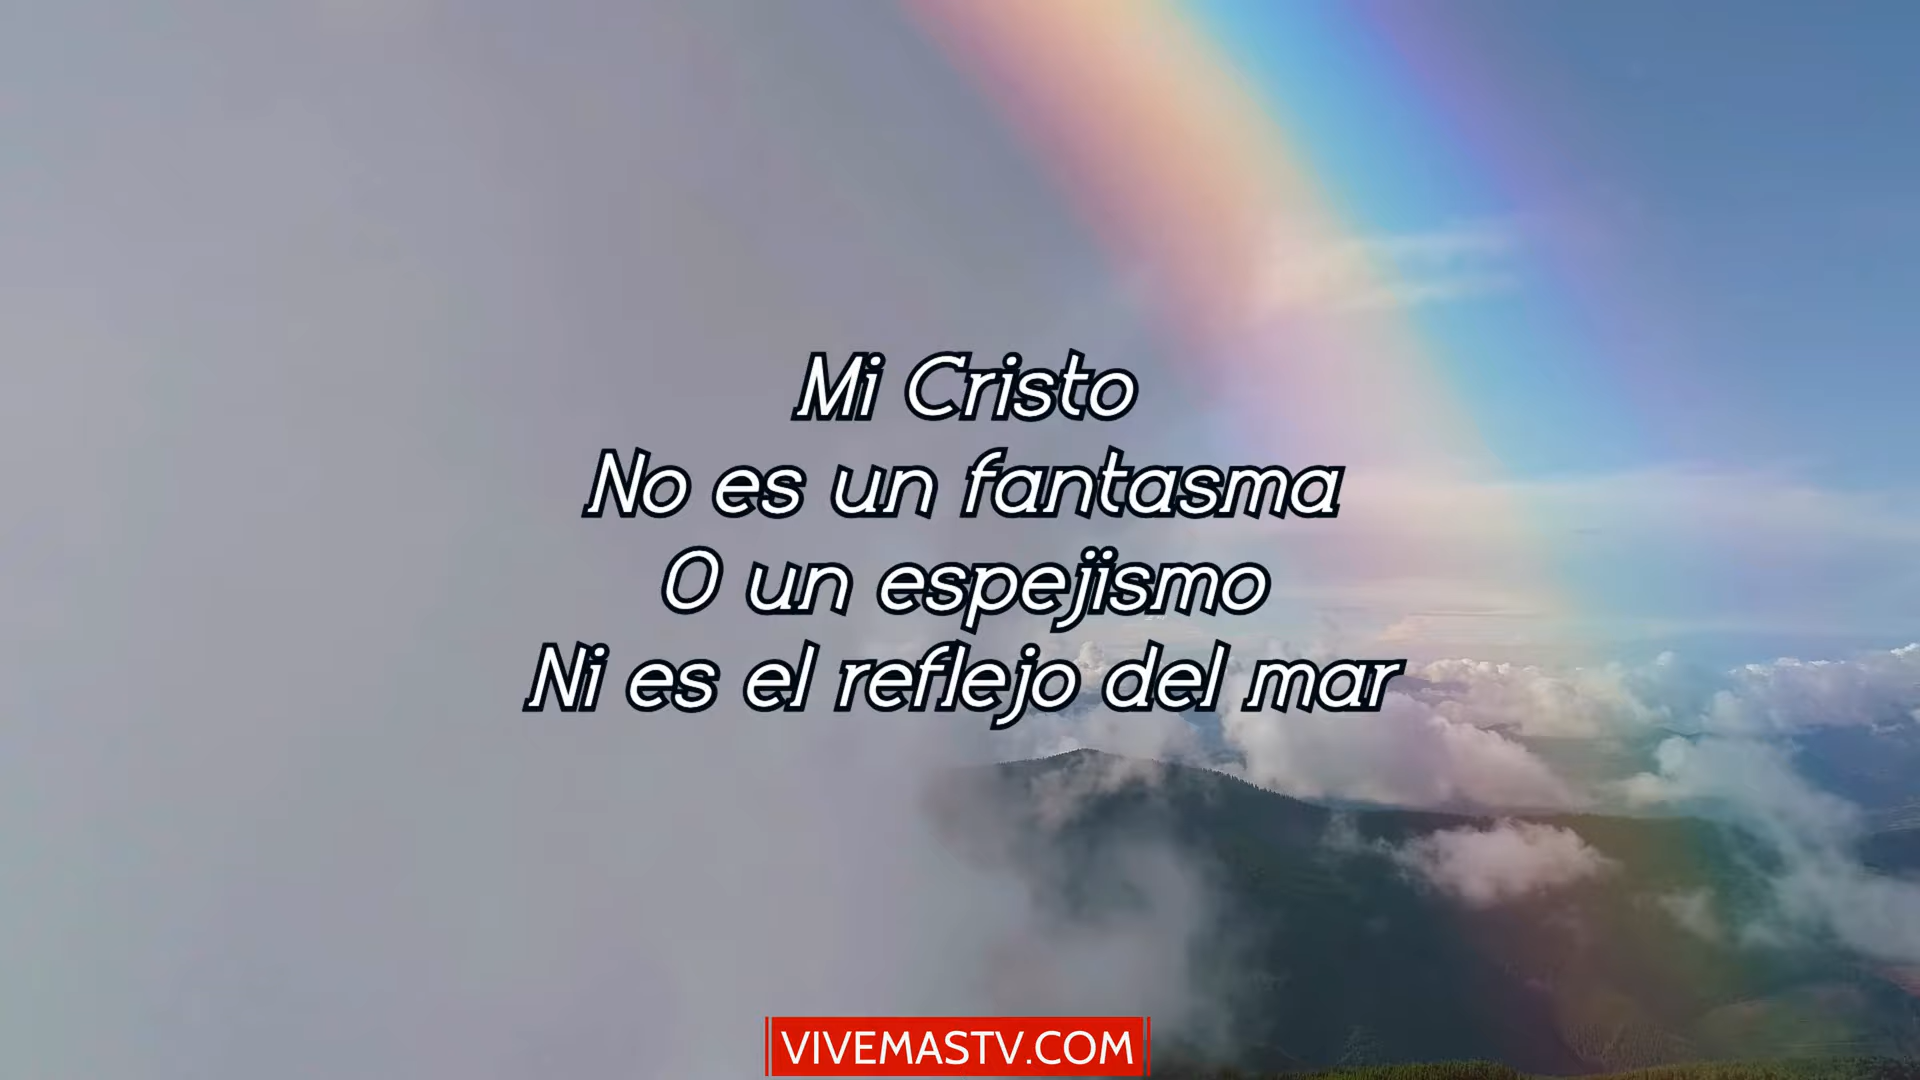 Mi Cristo
No es un fantasma
O un espejismo
Ni es el reflejo del mar
VIVEMASTV.COM